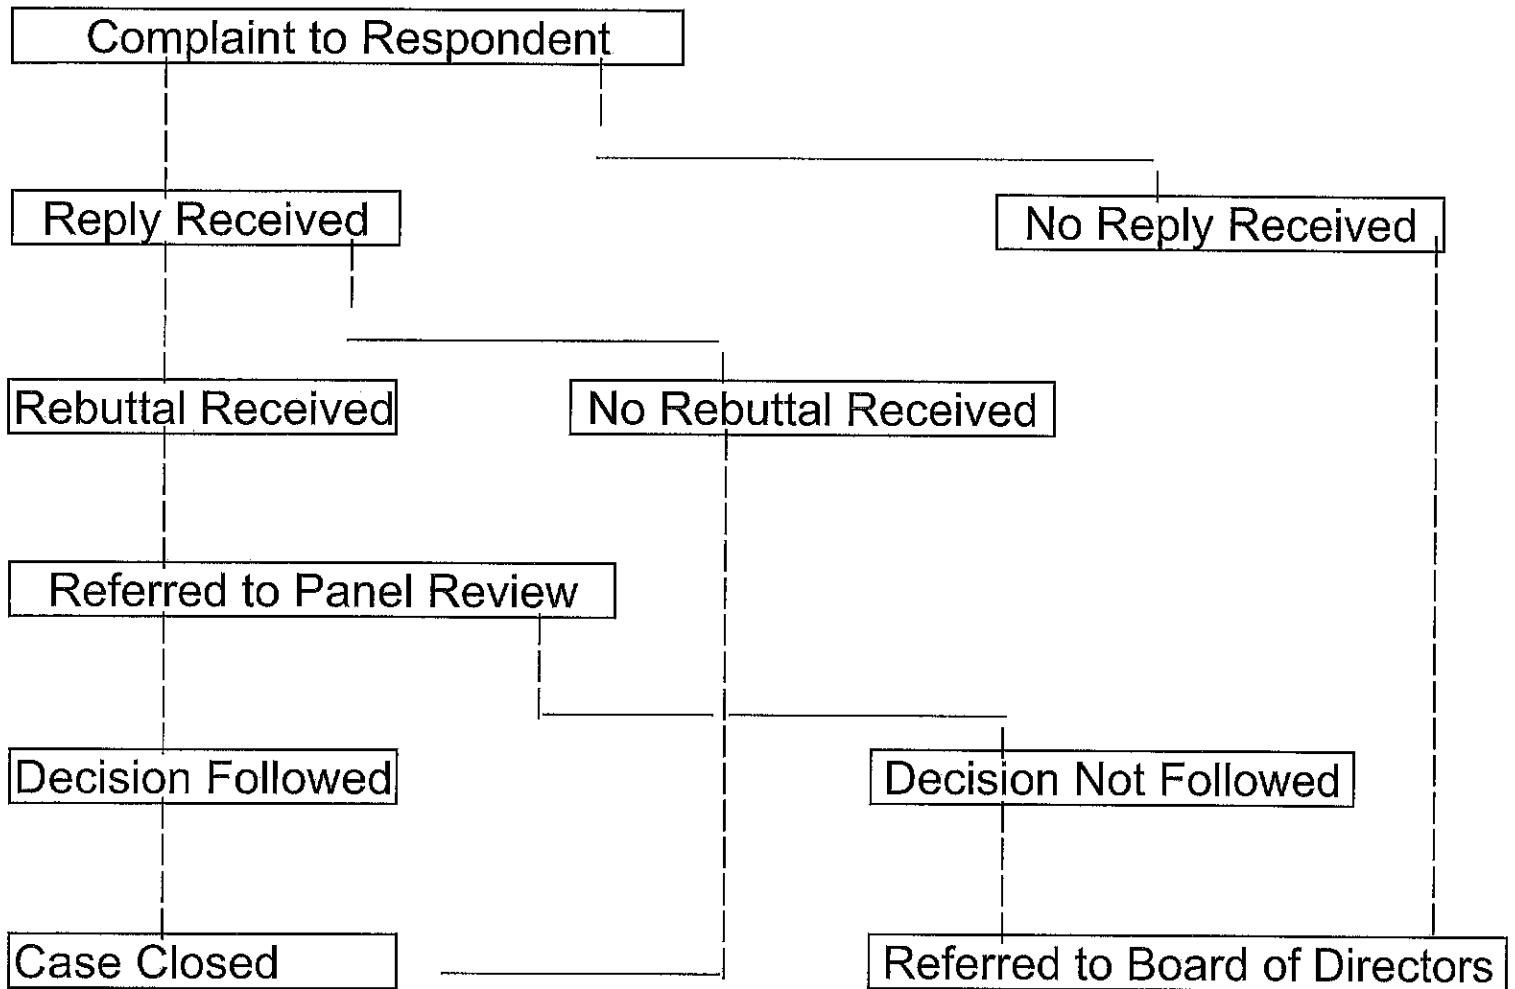 Complaint to Respondent
Reply Received
No Reply Received
Rebuttal Received
No Rebuttal Received
Referred to Panel Review
Decision Followed
Decision Not Followed
Case Closed
Referred to Board of Directors